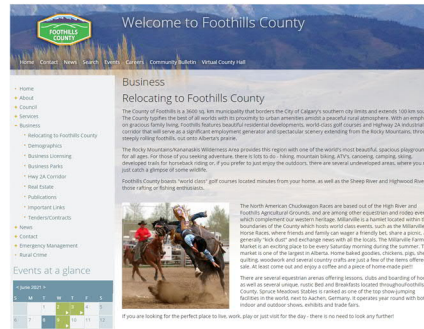 Welcome to Foothills County
FOOTHILLS
COUNTY
Home Contact News Search Events Careers Community Bulletin Virtual County Hall
Home
About
Council
Services
Business
Relocating to Foothills County
Demographics
Business Licensing
Business Parks
Hwy 2A Corridor
Real Estate
Publications
Important Links
Tenders/Contracts
News
Contact
Emergency Management
Rural Crime
Events at a glance
< June 2021 >
S M T W T F S
1 2 3 4 5
6 7 8 9 10 11 12
Business
Relocating to Foothills County
The County of Foothills is a 3600 sq. km municipality that borders the City of Calgary's southern city limits and extends 100 km
The County typifies the best of all worlds with its proximity to urban amenities amidst a peaceful rural atmosphere. With an
on gracious family living, Foothills features beautiful residential developments, world-class golf courses and Highway 2A Industrial
corridor that will serve as a significant employment generator and spectacular scenery extending from the Rocky Mountains,
steeply rolling foothills, out onto Alberta's prairie.
The Rocky Mountains/Kananaskis Wilderness Area provides this region with one of the world's most beautiful, spacious
for all ages. For those of you seeking adventure, there is lots to do - hiking, mountain biking, ATV's, canoeing, camping, skiing,
developed trails for horseback riding or, if you prefer to just enjoy the outdoors, there are several undeveloped areas, where you
just catch a glimpse of some wildlife.
Foothills County boasts "world class" golf courses located minutes from your home, as well as the Sheep River and Highwood
those rafting or fishing enthusiasts.
The North American Chuckwagon Races are based out of the High River and
Foothills Agricultural Grounds, and are among other equestrian and rodeo
which complement our western heritage. Millarville is a hamlet located within
boundaries of the County which hosts world class events, such as the Millarville
Horse Races, where friends and family can wager a friendly bet, share a picnic,
generally "kick dust" and exchange news with all the locals. The Millarville
Market is an exciting place to be every Saturday morning during the summer.
market is one of the largest in Alberta. Home baked goodies, chickens, pigs,
quilting, woodwork and several country crafts are just a few of the items
sale. At least come out and enjoy a coffee and a piece of home-made pie!!
There are several equestrian arenas offering lessons, clubs and boarding of
as well as several unique, rustic Bed and Breakfasts located throughout Foothills
County. Spruce Meadows Stables is ranked as one of the top show-jumping
facilities in the world, next to Aachen, Germany. It operates year round with
indoor and outdoor shows, exhibits and trade fairs.
If you are looking for the perfect place to live, work, play or just visit for the day - there is no need to look any further!